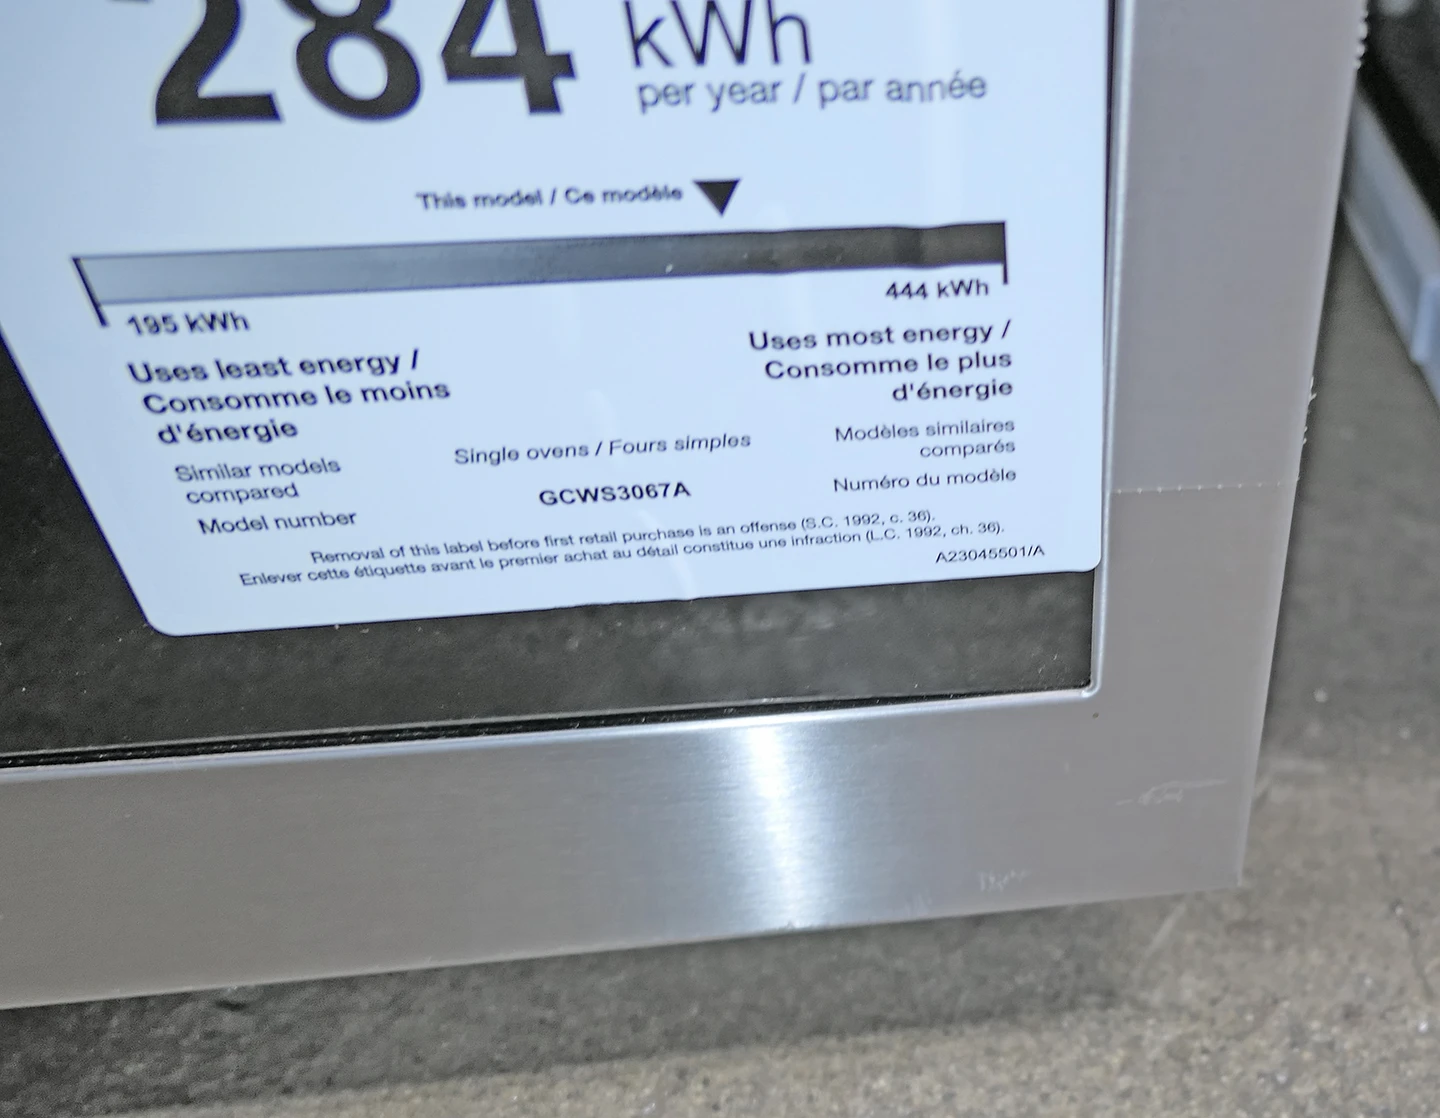 284 kWh
per year / par année
This model / Ce modèle
195 kWh
444 kWh
Uses least energy /
Consomme le moins
d'énergie
Uses most energy /
Consomme le plus
d'énergie
Similar models
compared
Single ovens / Fours simples
Modèles similaires
comparés
Model number
GCWS3067A
Numéro du modèle
Removal of this label before first retail purchase is an offense (S.C. 1992, c. 36).
Enlever cette étiquette avant le premier achat au détail constitue une infraction (L.C. 1992, ch. 36).
A23045501/A